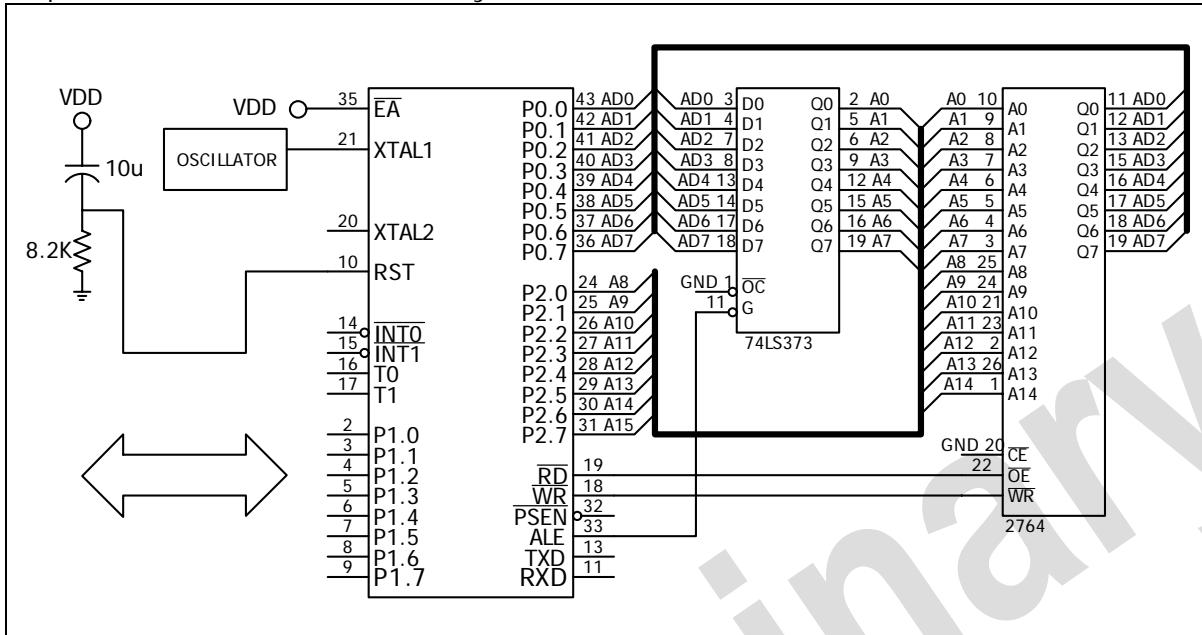 VDD
10u
8.2K
VDD
OSCILLATOR
35 EA
21 XTAL1
20 XTAL2
10 RST
14 INT0
15 INT1
16 T0
17 T1
2 P1.0
3 P1.1
4 P1.2
5 P1.3
6 P1.4
7 P1.5
8 P1.6
9 P1.7
P0.0 43 AD0
P0.1 42 AD1
P0.2 41 AD2
P0.3 40 AD3
P0.4 39 AD4
P0.5 38 AD5
P0.6 37 AD6
P0.7 36 AD7
P2.0 24 A8
P2.1 25 A9
P2.2 26 A10
P2.3 27 A11
P2.4 28 A12
P2.5 29 A13
P2.6 30 A14
P2.7 31 A15
RD 19
WR 18
PSEN 32
ALE 33
TXD 13
RXD 11
AD0 3 D0 Q0 2 A0
AD1 4 D1 Q1 5 A1
AD2 7 D2 Q2 6 A2
AD3 8 D3 Q3 9 A3
AD4 13 D4 Q4 12 A4
AD5 14 D5 Q5 15 A5
AD6 17 D6 Q6 16 A6
AD7 18 D7 Q7 19 A7
GND 1 OC
11 G
74LS373
A0 10 A0 Q0 11 AD0
A1 9 A1 Q1 12 AD1
A2 8 A2 Q2 13 AD2
A3 7 A3 Q3 15 AD3
A4 6 A4 Q4 16 AD4
A5 5 A5 Q5 17 AD5
A6 4 A6 Q6 18 AD6
A7 3 A7 Q7 19 AD7
A8 25 A8
A9 24 A9
A10 21 A10
A11 23 A11
A12 2 A12
A13 26 A13
A14 1 A14
GND 20 CE
22 OE
WR
2764